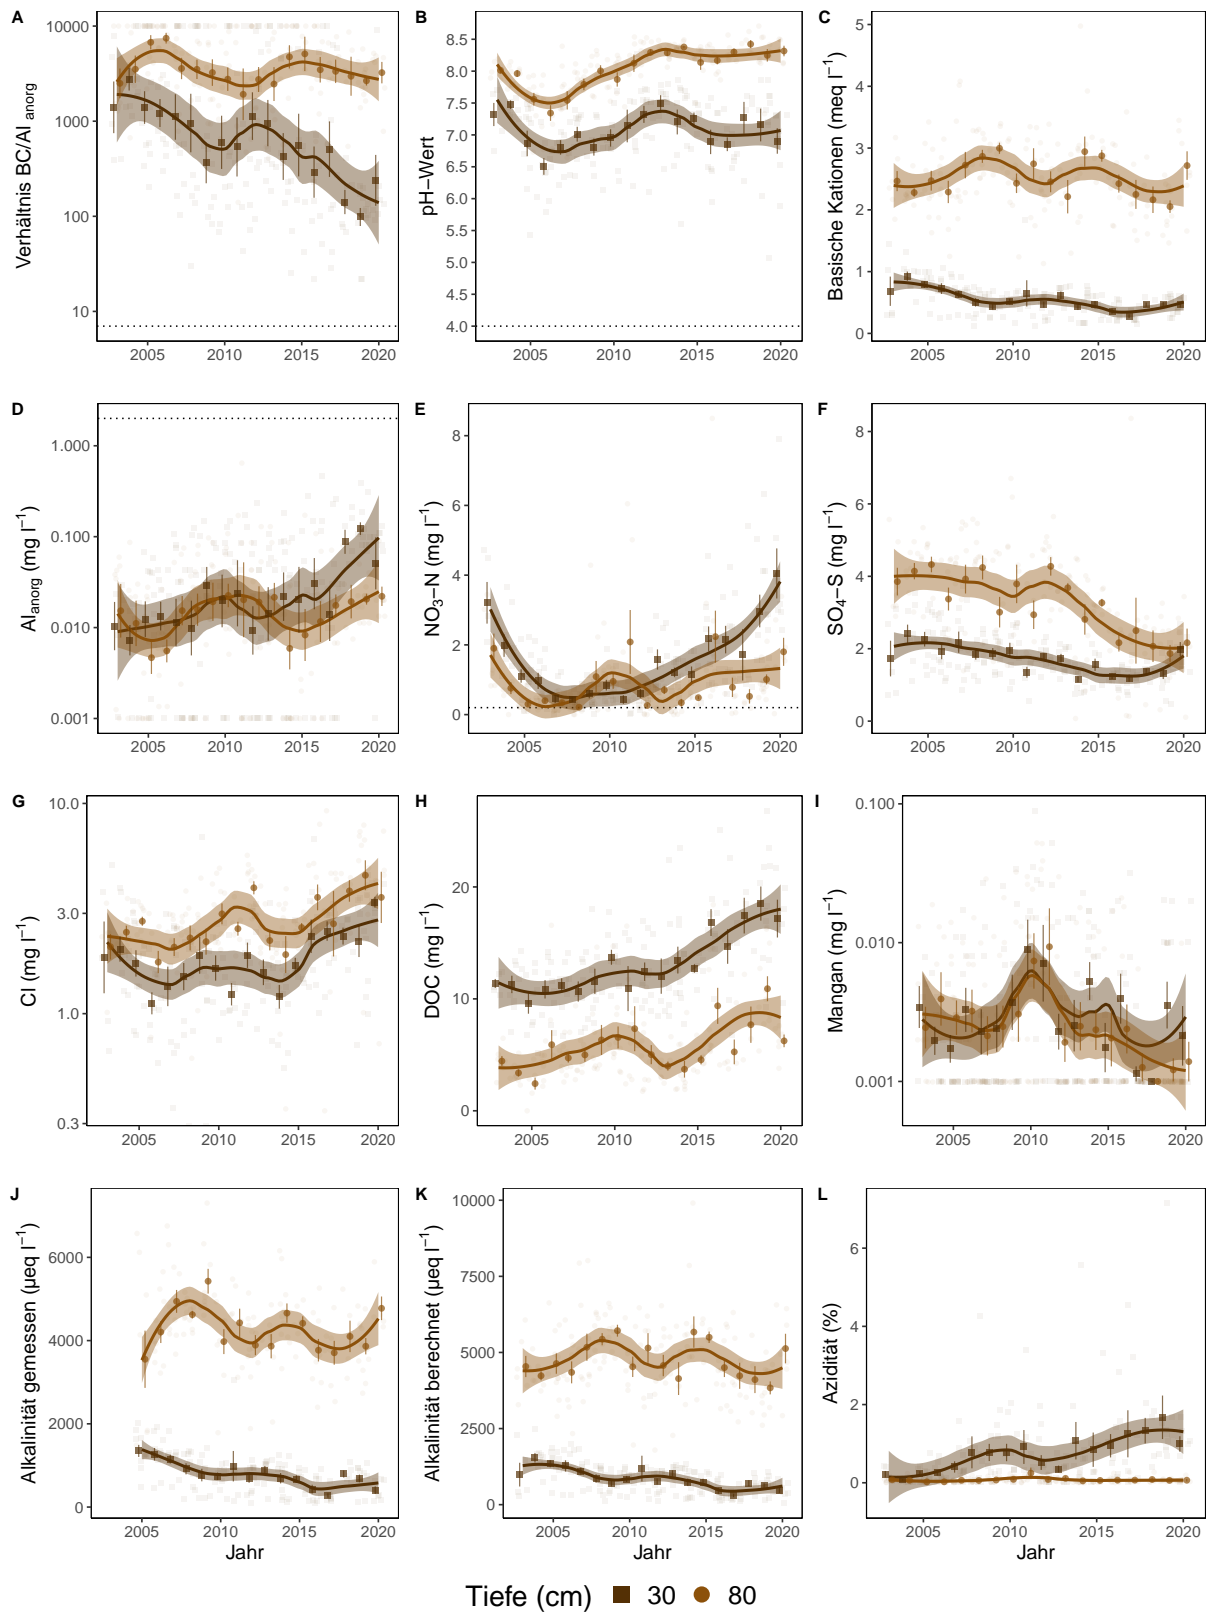 A
Verhältnis BC/Al anorg
10000
1000
100
10
2005 2010 2015 2020
B
pH−Wert
8.5
8.0
7.5
7.0
6.5
6.0
5.5
5.0
4.5
4.0
2005 2010 2015 2020
C
Basische Kationen (meq l−1)
5
4
3
2
1
0
2005 2010 2015 2020
D
Alanorg (mg l−1)
1.000
0.100
0.010
0.001
2005 2010 2015 2020
E
NO3−N (mg l−1)
8
6
4
2
0
2005 2010 2015 2020
F
SO4−S (mg l−1)
8
6
4
2
0
2005 2010 2015 2020
G
Cl (mg l−1)
10.0
3.0
1.0
0.3
2005 2010 2015 2020
H
DOC (mg l−1)
20
10
0
2005 2010 2015 2020
I
Mangan (mg l−1)
0.100
0.010
0.001
2005 2010 2015 2020
J
Alkalinität gemessen (µeq l−1)
6000
4000
2000
0
2005 2010 2015 2020
Jahr
K
Alkalinität berechnet (µeq l−1)
10000
7500
5000
2500
0
2005 2010 2015 2020
L
Azidität (%)
6
4
2
0
2005 2010 2015 2020
Jahr
Tiefe (cm) 30 80